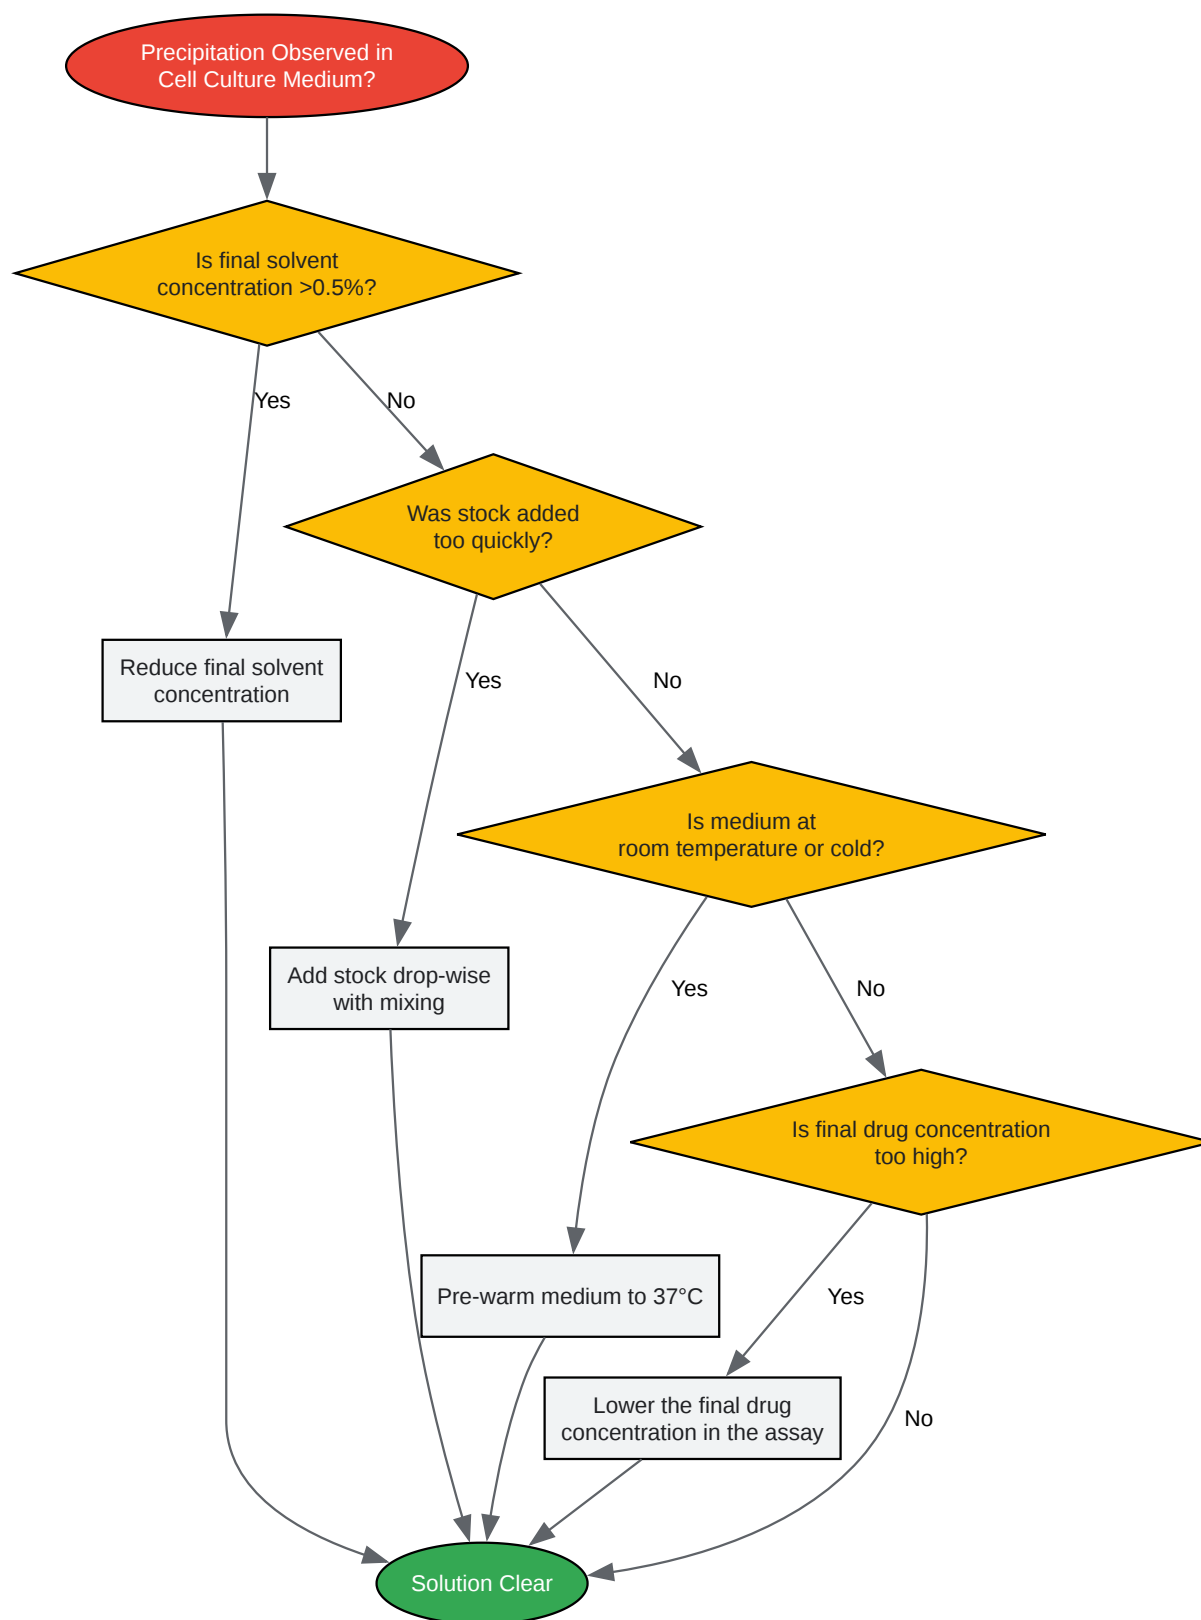 Precipitation Observed in
Cell Culture Medium?
Is final solvent
concentration >0.5%?
Yes
No
Was stock added
too quickly?
Reduce final solvent
concentration
Yes
No
Is medium at
room temperature or cold?
Add stock drop-wise
with mixing
Yes
No
Is final drug concentration
too high?
Pre-warm medium to 37°C
Yes
Lower the final drug
concentration in the assay
No
Solution Clear